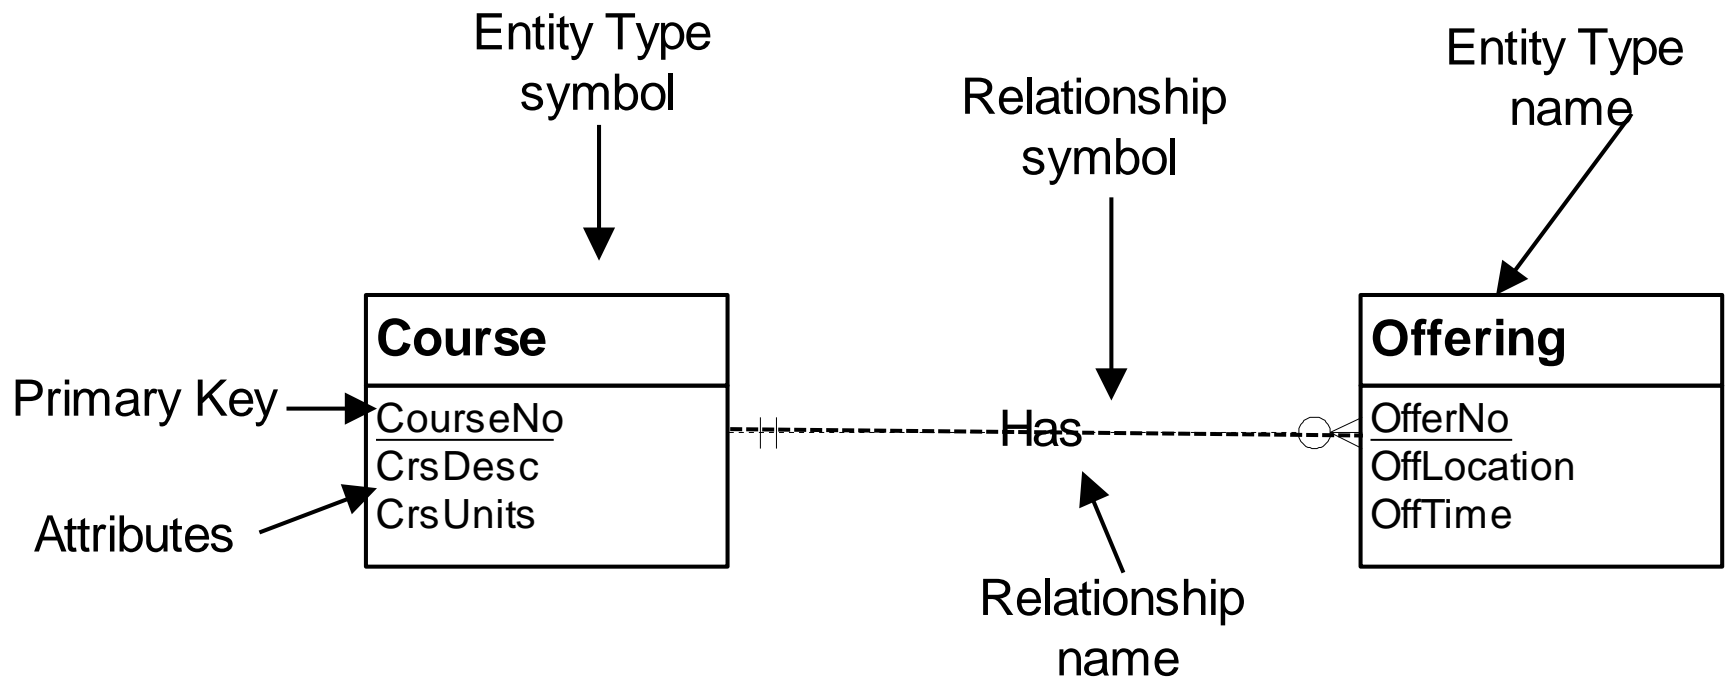 Entity Type
symbol
Relationship
symbol
Entity Type
name
Course
Offering
Primary Key
CourseNo
CrsDesc
CrsUnits
Attributes
Has
OfferNo
OffLocation
OffTime
Relationship
name